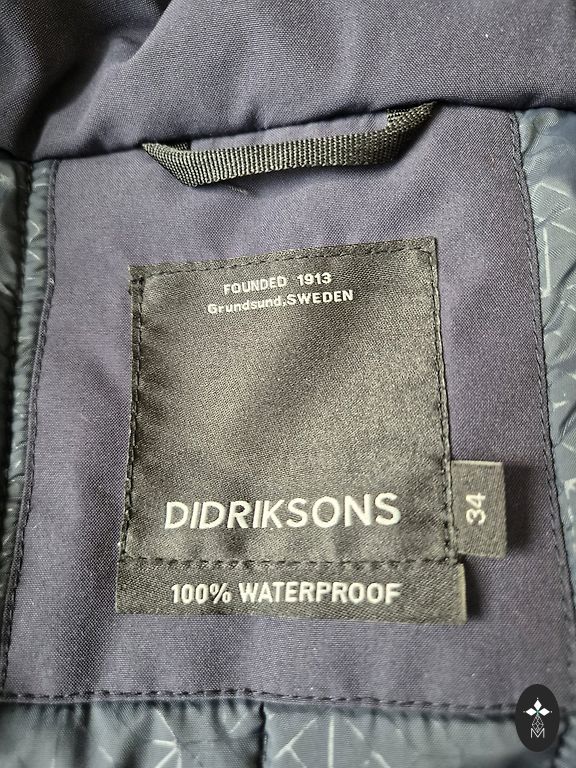 FOUNDED 1913
Grundsund,SWEDEN
DIDRIKSONS
34
100% WATERPROOF
M